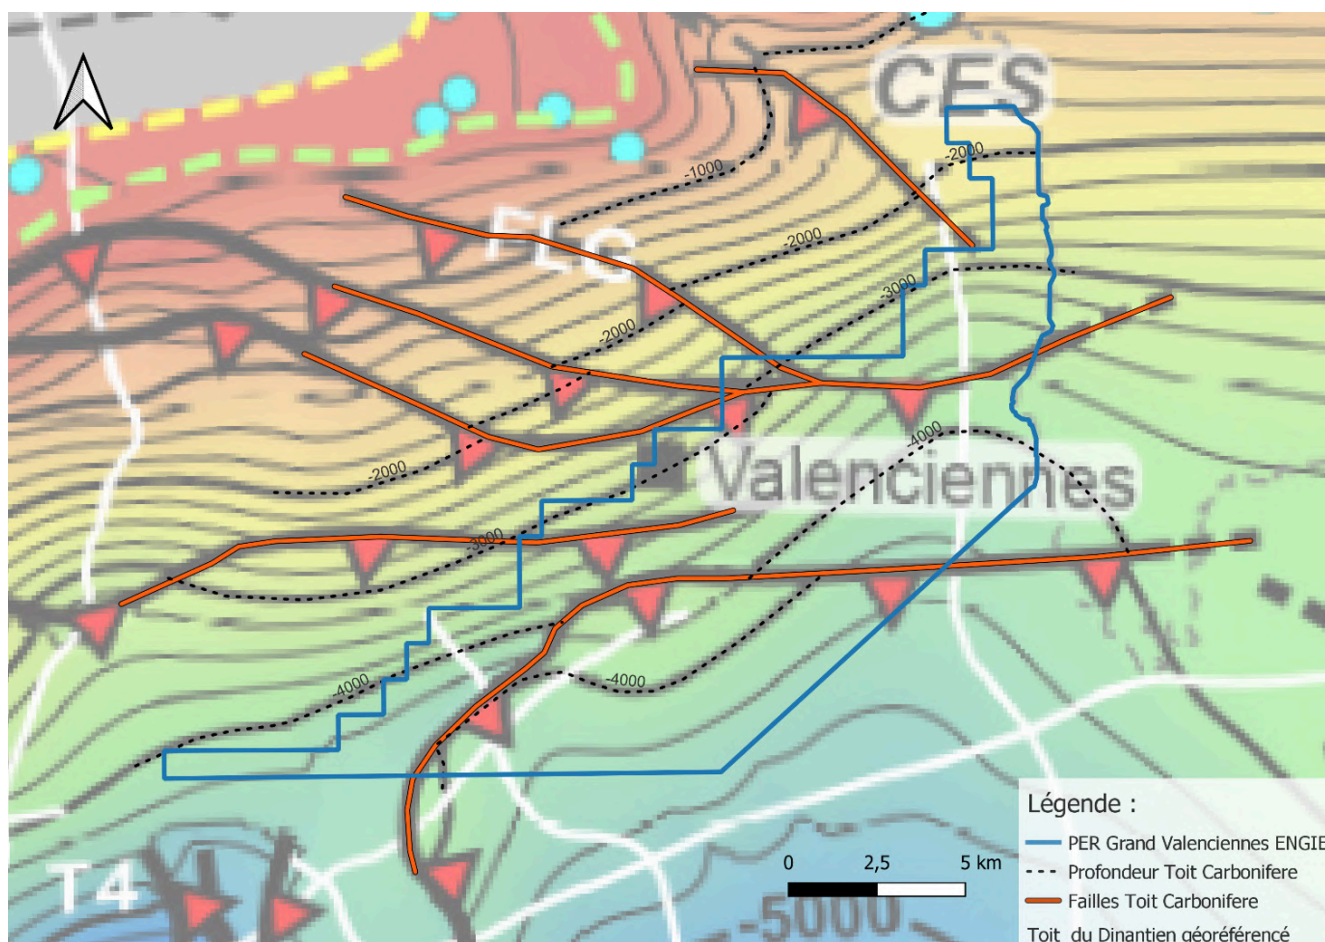 CES
-2000
-1000
FLG
-2000
-3000
-2000
-4000
Valenciennes
-2000
-3000
-4000
-4000
Légende :
PER Grand Valenciennes ENGIE
Profondeur Toit Carbonifere
Failles Toit Carbonifere
Toit du Dinantien géoréférencé
0 2,5 5 km
T4
-5000